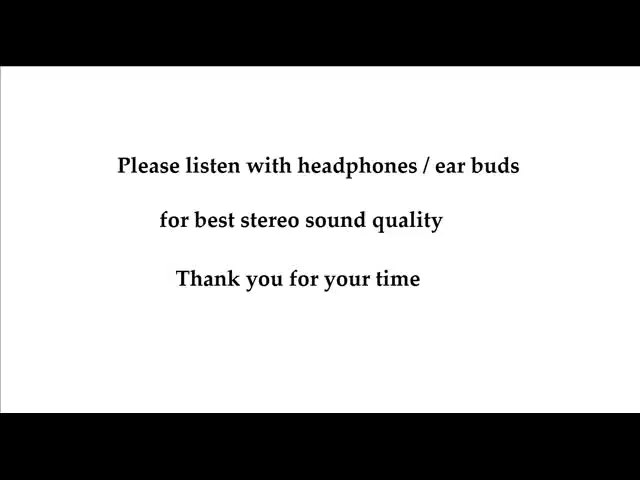 Please listen with headphones / ear buds
for best stereo sound quality
Thank you for your time